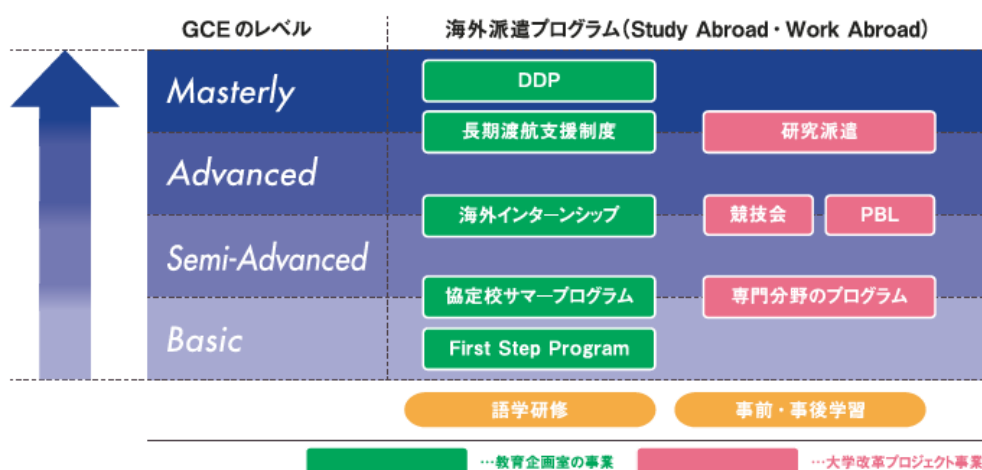 GCEのレベル
海外派遣プログラム(Study Abroad・Work Abroad)
Masterly
DDP
長期渡航支援制度
研究派遣
Advanced
海外インターンシップ
競技会
PBL
Semi-Advanced
協定校サマープログラム
専門分野のプログラム
Basic
First Step Program
語学研修
事前・事後学習
…教育企画室の事業
…大学改革プロジェクト事業